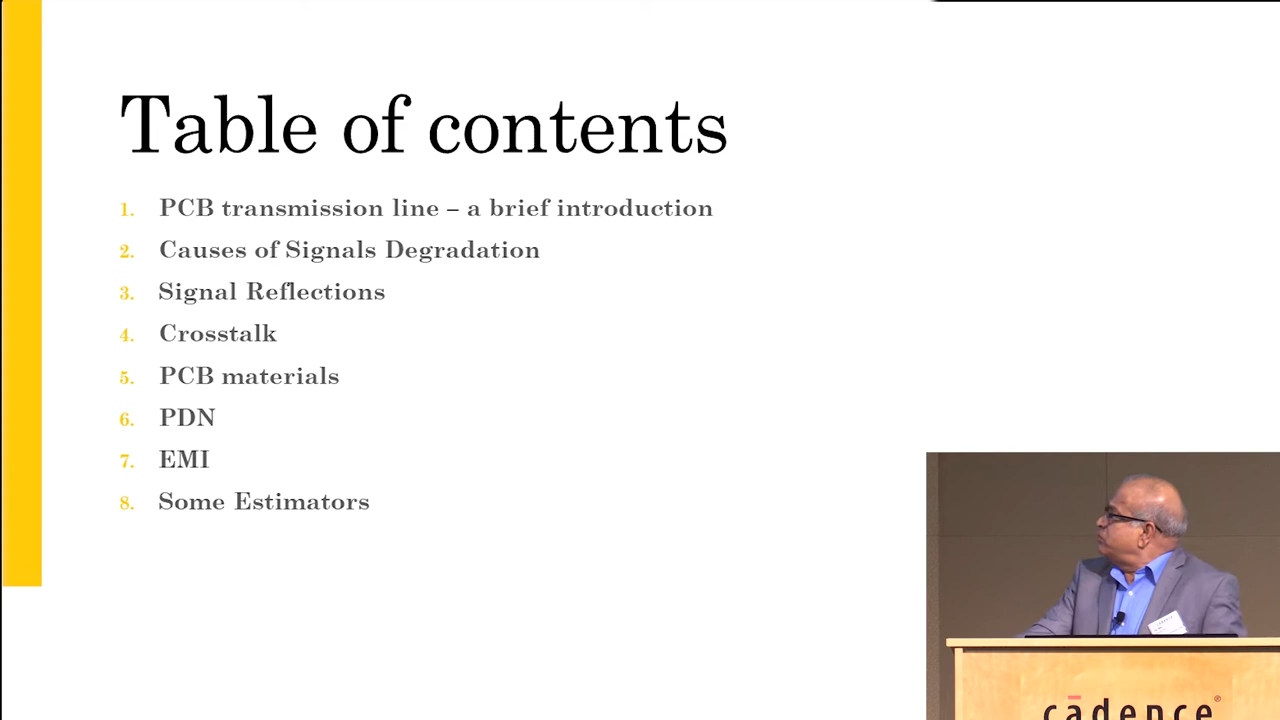 Table of contents
1. PCB transmission line – a brief introduction
2. Causes of Signals Degradation
3. Signal Reflections
4. Crosstalk
5. PCB materials
6. PDN
7. EMI
8. Some Estimators
cādence®